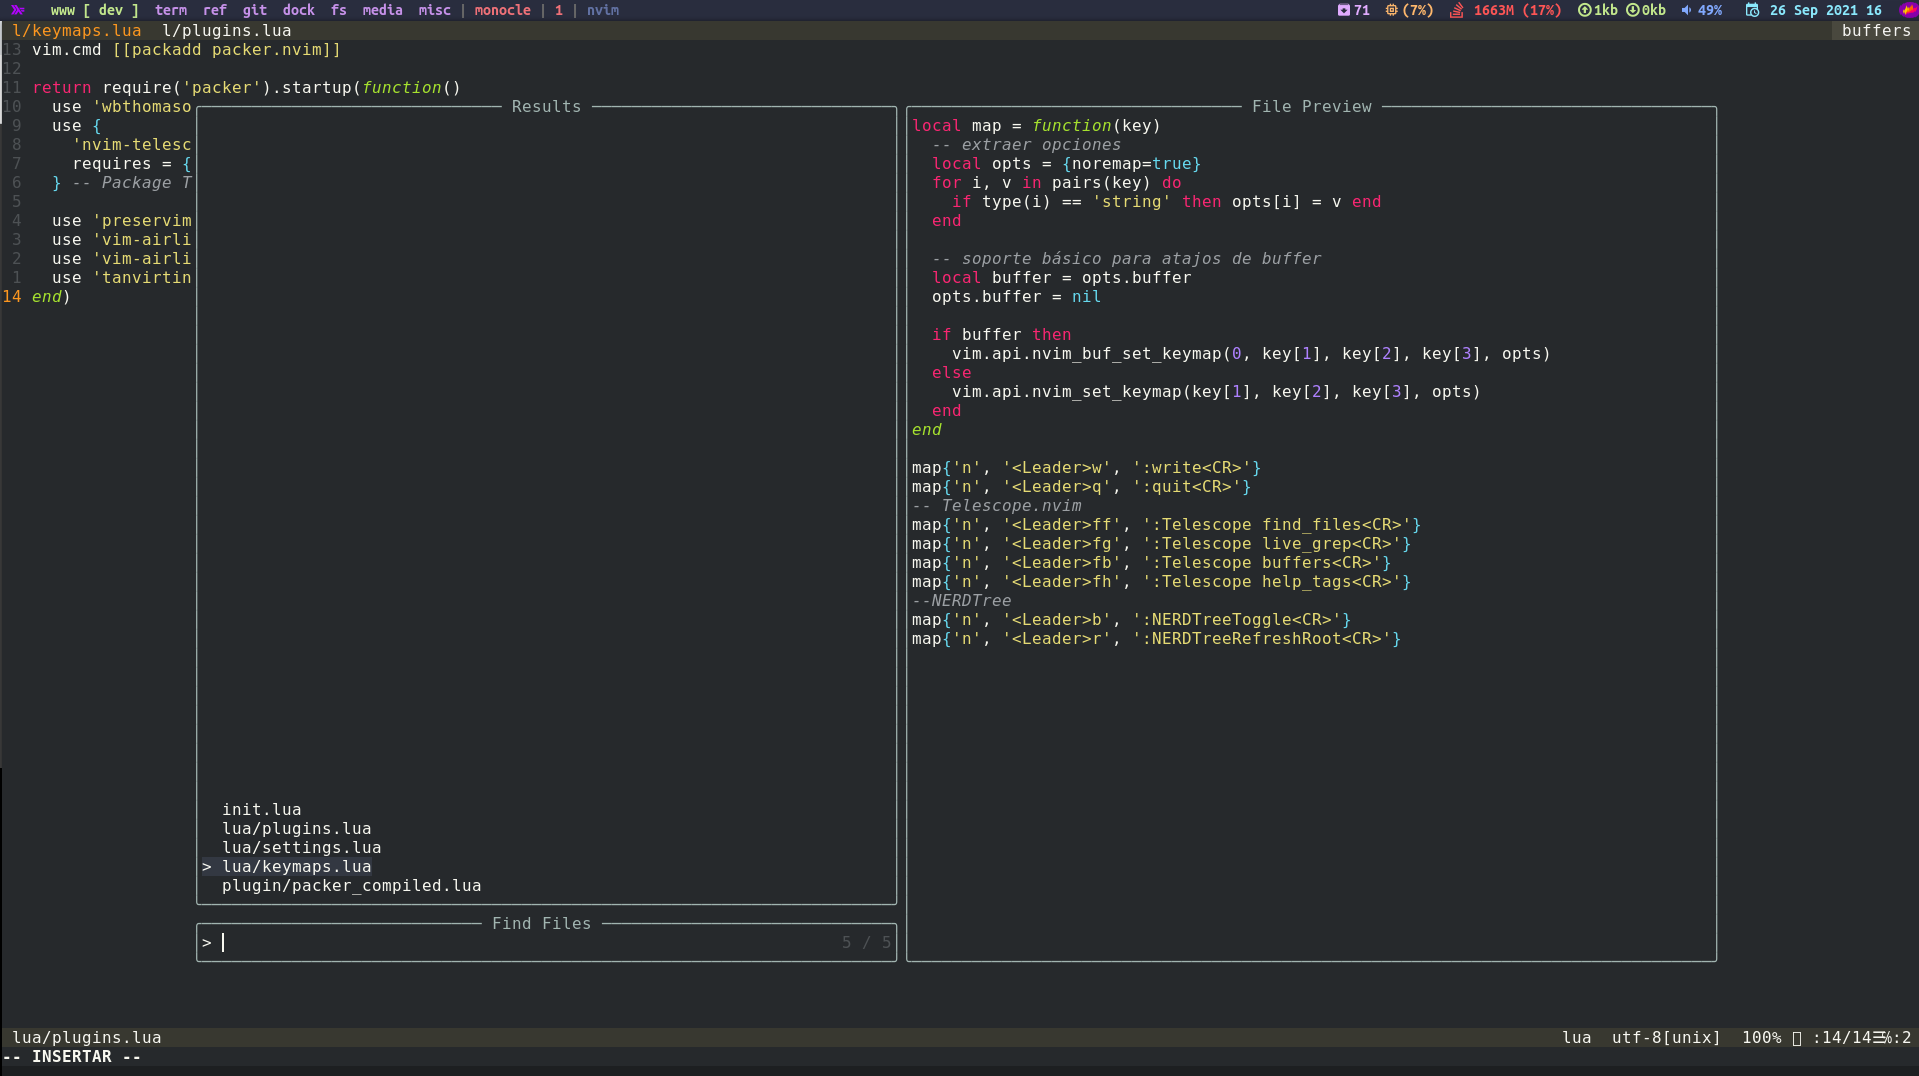 www [ dev ] term ref git dock fs media misc | monocle | 1 | nvim 71 (7%) 1663M (17%) 1kb 0kb 49% 26 Sep 2021 16
l/keymaps.lua l/plugins.lua buffers
13 vim.cmd [[packadd packer.nvim]]
12
11 return require('packer').startup(function()
10 use 'wbthomaso
9 use {
8 'nvim-telesc
7 requires = {
6 } -- Package T
5
4 use 'preservim
3 use 'vim-airli
2 use 'vim-airli
1 use 'tanvirtin
14 end)
Results
init.lua
lua/plugins.lua
lua/settings.lua
> lua/keymaps.lua
plugin/packer_compiled.lua
Find Files
> 5 / 5
File Preview
local map = function(key)
-- extraer opciones
local opts = {noremap=true}
for i, v in pairs(key) do
if type(i) == 'string' then opts[i] = v end
end
-- soporte básico para atajos de buffer
local buffer = opts.buffer
opts.buffer = nil
if buffer then
vim.api.nvim_buf_set_keymap(0, key[1], key[2], key[3], opts)
else
vim.api.nvim_set_keymap(key[1], key[2], key[3], opts)
end
end
map{'n', '<Leader>w', ':write<CR>'}
map{'n', '<Leader>q', ':quit<CR>'}
-- Telescope.nvim
map{'n', '<Leader>ff', ':Telescope find_files<CR>'}
map{'n', '<Leader>fg', ':Telescope live_grep<CR>'}
map{'n', '<Leader>fb', ':Telescope buffers<CR>'}
map{'n', '<Leader>fh', ':Telescope help_tags<CR>'}
--NERDTree
map{'n', '<Leader>b', ':NERDTreeToggle<CR>'}
map{'n', '<Leader>r', ':NERDTreeRefreshRoot<CR>'}
lua/plugins.lua lua utf-8[unix] 100% :14/14☰℅:2
-- INSERTAR --